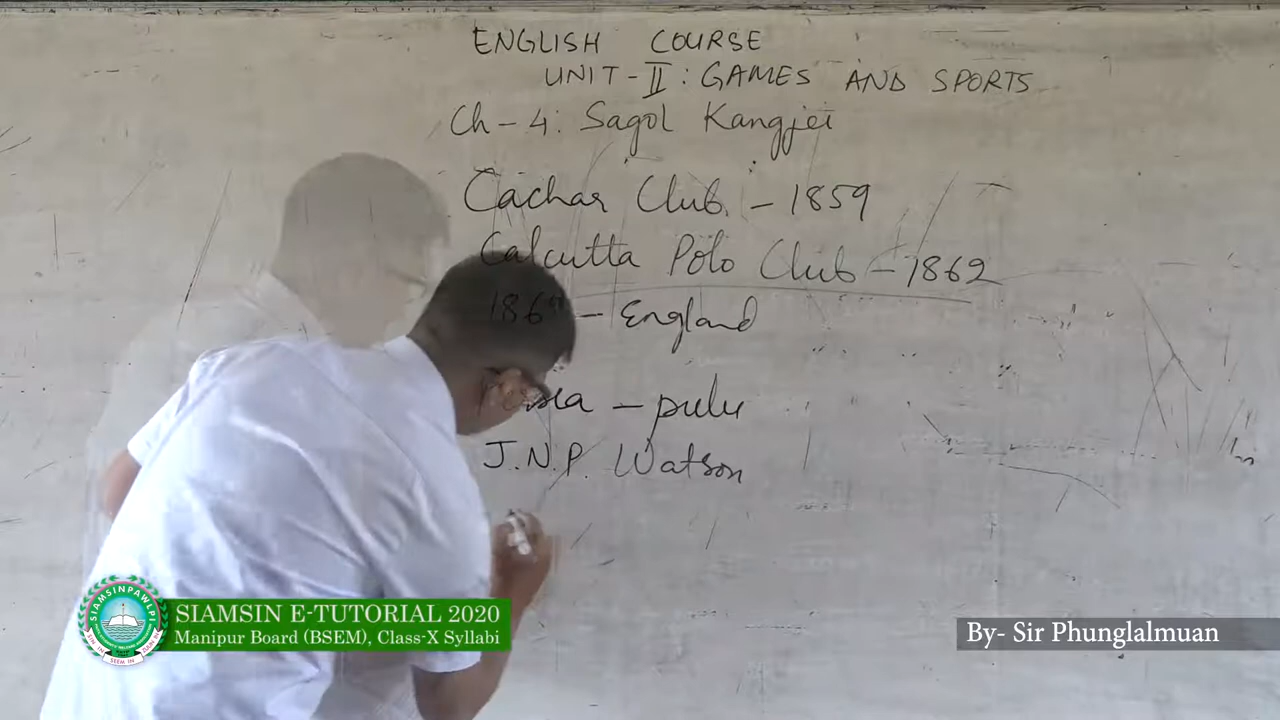 ENGLISH COURSE
UNIT-II: GAMES AND SPORTS
Ch-4: Sagol Kangjei
Cachar Club - 1859
Calcutta Polo Club - 1862
- England
- pulu
J.N.P. Watson
SIAMSINPAWLPI
SIAMSIN E-TUTORIAL 2020
Manipur Board (BSEM), Class-X Syllabi
By- Sir Phunglalmuan